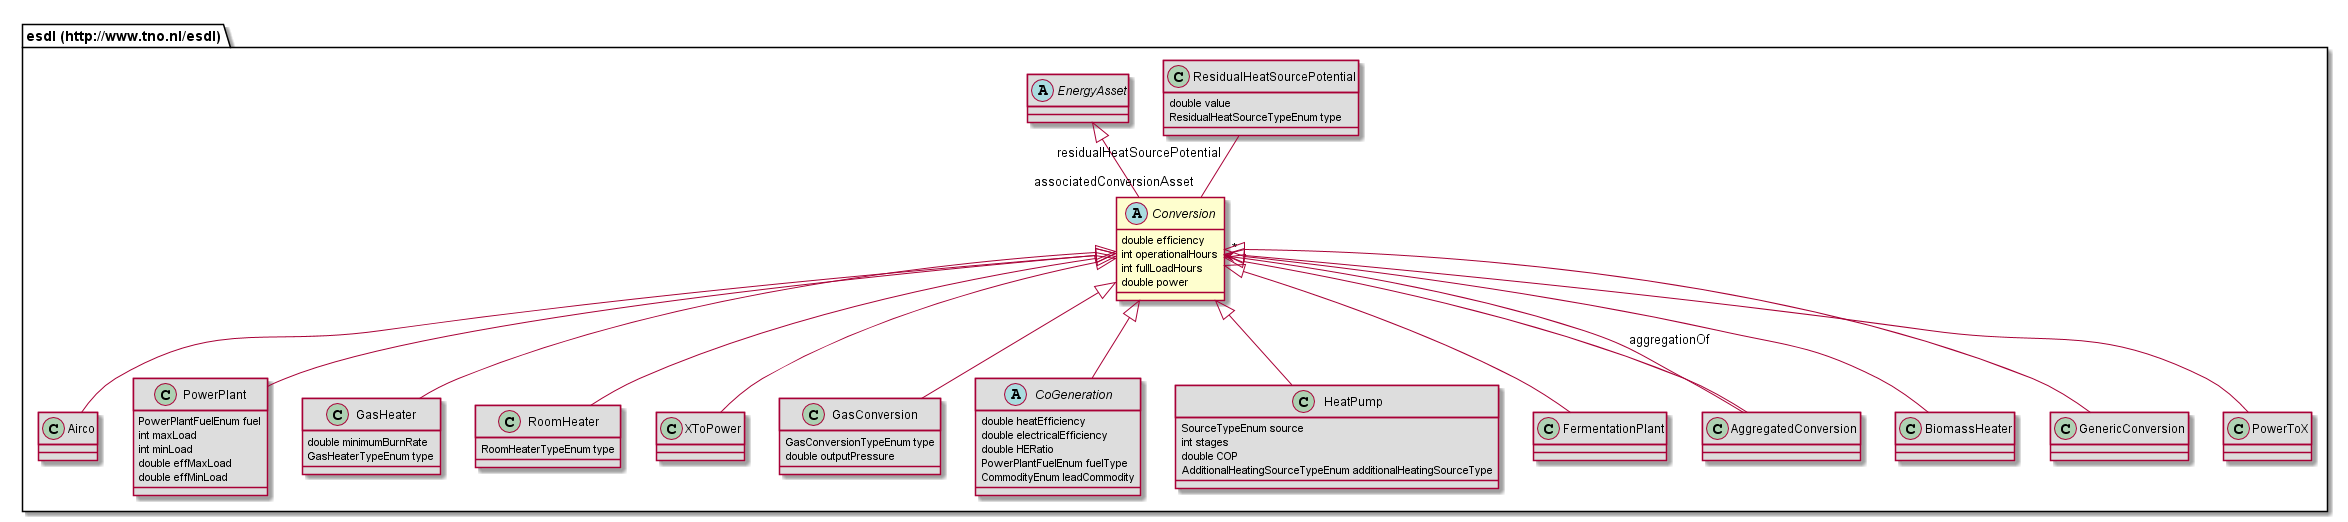 esdl (http://www.tno.nl/esdl)
A EnergyAsset
C ResidualHeatSourcePotential
double value
ResidualHeatSourceTypeEnum type
residualHeatSourcePotential
associatedConversionAsset
A Conversion
double efficiency
int operationalHours
int fullLoadHours
double power
*
aggregationOf
C Airco
C PowerPlant
PowerPlantFuelEnum fuel
int maxLoad
int minLoad
double effMaxLoad
double effMinLoad
C GasHeater
double minimumBurnRate
GasHeaterTypeEnum type
C RoomHeater
RoomHeaterTypeEnum type
C XToPower
C GasConversion
GasConversionTypeEnum type
double outputPressure
A CoGeneration
double heatEfficiency
double electricalEfficiency
double HERatio
PowerPlantFuelEnum fuelType
CommodityEnum leadCommodity
C HeatPump
SourceTypeEnum source
int stages
double COP
AdditionalHeatingSourceTypeEnum additionalHeatingSourceType
C FermentationPlant
C AggregatedConversion
C BiomassHeater
C GenericConversion
C PowerToX